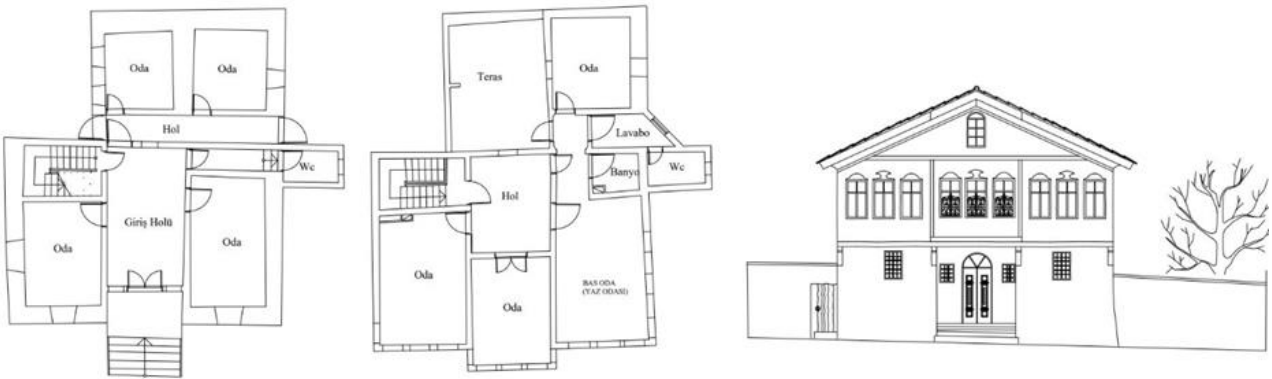 Oda
Oda
Hol
Wc
Giriş Holü
Oda
Oda
Teras
Oda
Lavabo
Banyo
Wc
Hol
Oda
Oda
BAŞ ODA
(YAZ ODASI)